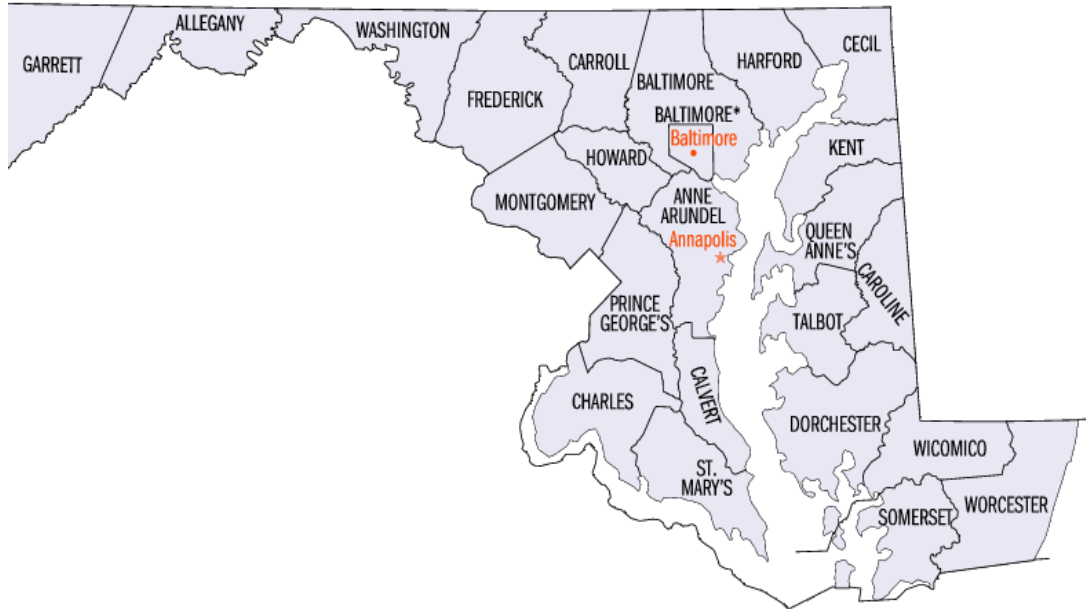 GARRETT
ALLEGANY
WASHINGTON
FREDERICK
CARROLL
BALTIMORE
HARFORD
CECIL
BALTIMORE*
Baltimore
HOWARD
KENT
MONTGOMERY
ANNE
ARUNDEL
Annapolis
QUEEN
ANNE'S
CAROLINE
PRINCE
GEORGE'S
TALBOT
CHARLES
CALVERT
DORCHESTER
WICOMICO
ST.
MARY'S
SOMERSET
WORCESTER